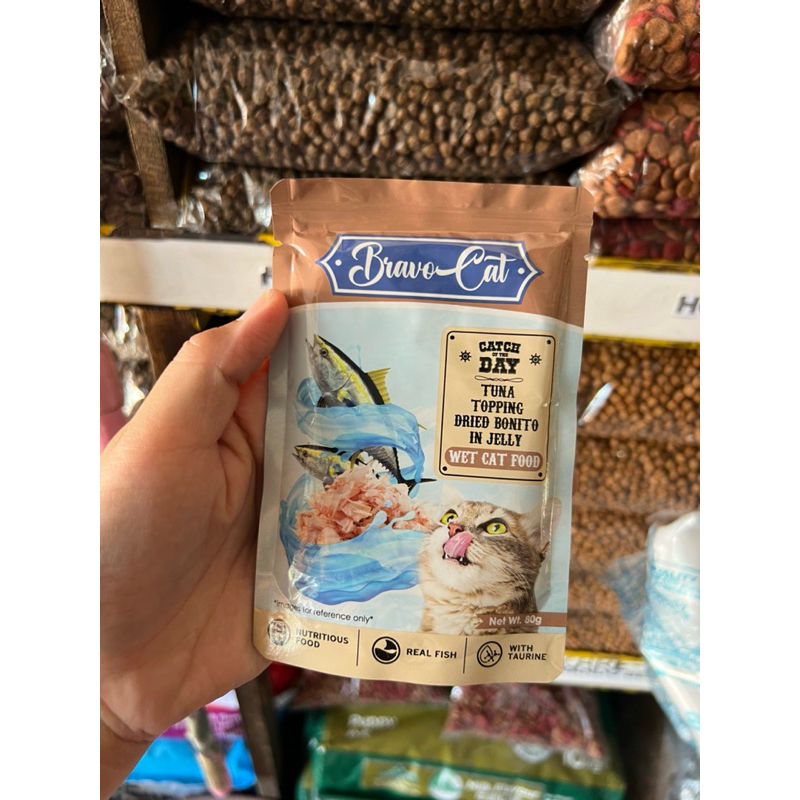 Bravo Cat
CATCH
OF THE
DAY
TUNA
TOPPING
DRIED BONITO
IN JELLY
WET CAT FOOD
*Images for reference only*
Net Wt. 80g
NUTRITIOUS
FOOD
REAL FISH
WITH
TAURINE